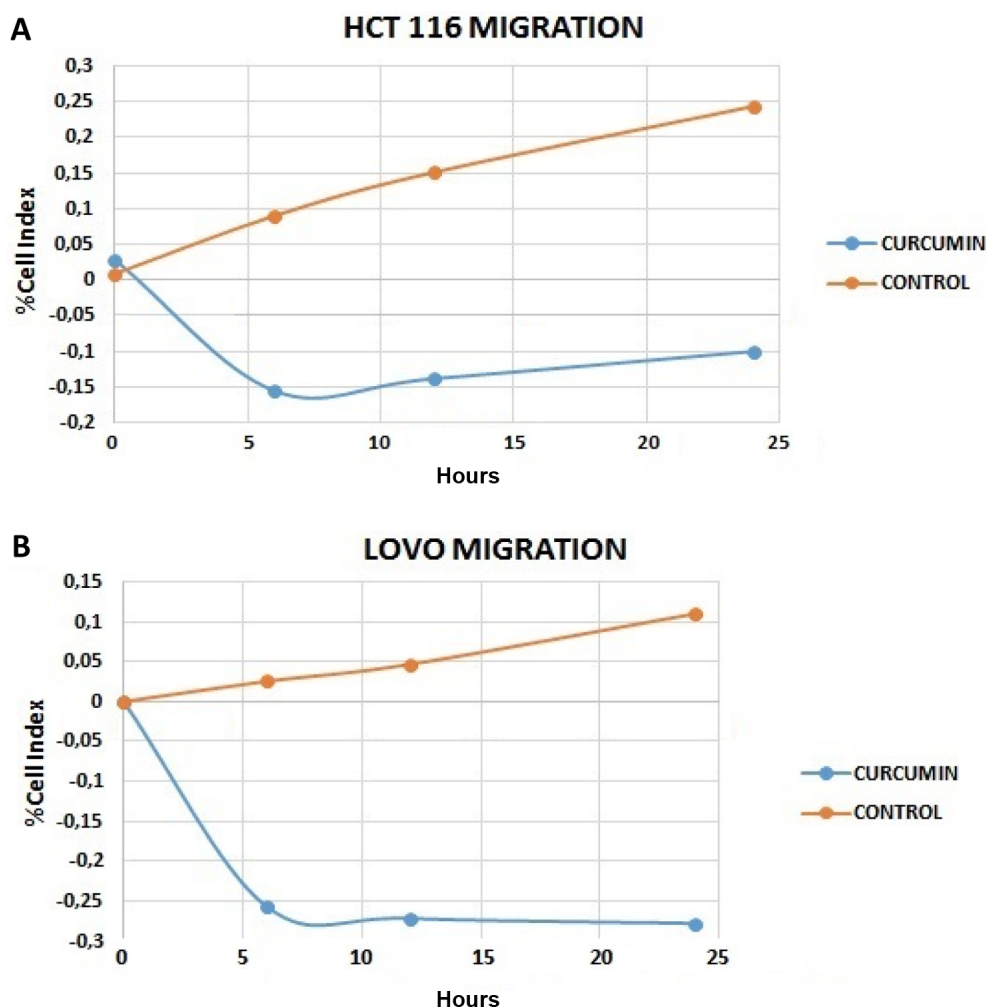 A
HCT 116 MIGRATION
%Cell Index
0,3
0,25
0,2
0,15
0,1
0,05
0
-0,05
-0,1
-0,15
-0,2
0 5 10 15 20 25
Hours
CURCUMIN
CONTROL
B
LOVO MIGRATION
%Cell Index
0,15
0,1
0,05
0
-0,05
-0,1
-0,15
-0,2
-0,25
-0,3
0 5 10 15 20 25
Hours
CURCUMIN
CONTROL